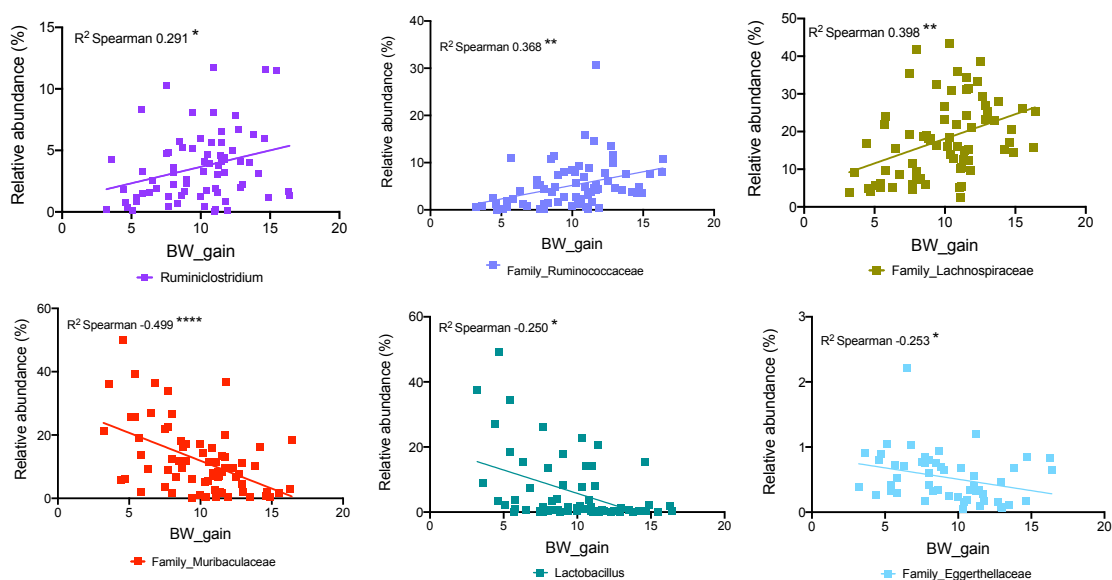 R² Spearman 0.291 *
Relative abundance (%)
15
10
5
0
0 5 10 15 20
BW_gain
Ruminiclostridium
R² Spearman 0.368 **
Relative abundance (%)
40
30
20
10
0
0 5 10 15 20
BW_gain
Family_Ruminococcaceae
R² Spearman 0.398 **
Relative abundance (%)
50
40
30
20
10
0
0 5 10 15 20
BW_gain
Family_Lachnospiraceae
R² Spearman -0.499 ****
Relative abundance (%)
60
40
20
0
0 5 10 15 20
BW_gain
Family_Muribaculaceae
R² Spearman -0.250 *
Relative abundance (%)
60
40
20
0
0 5 10 15 20
BW_gain
Lactobacillus
R² Spearman -0.253 *
Relative abundance (%)
3
2
1
0
0 5 10 15 20
BW_gain
Family_Eggerthellaceae